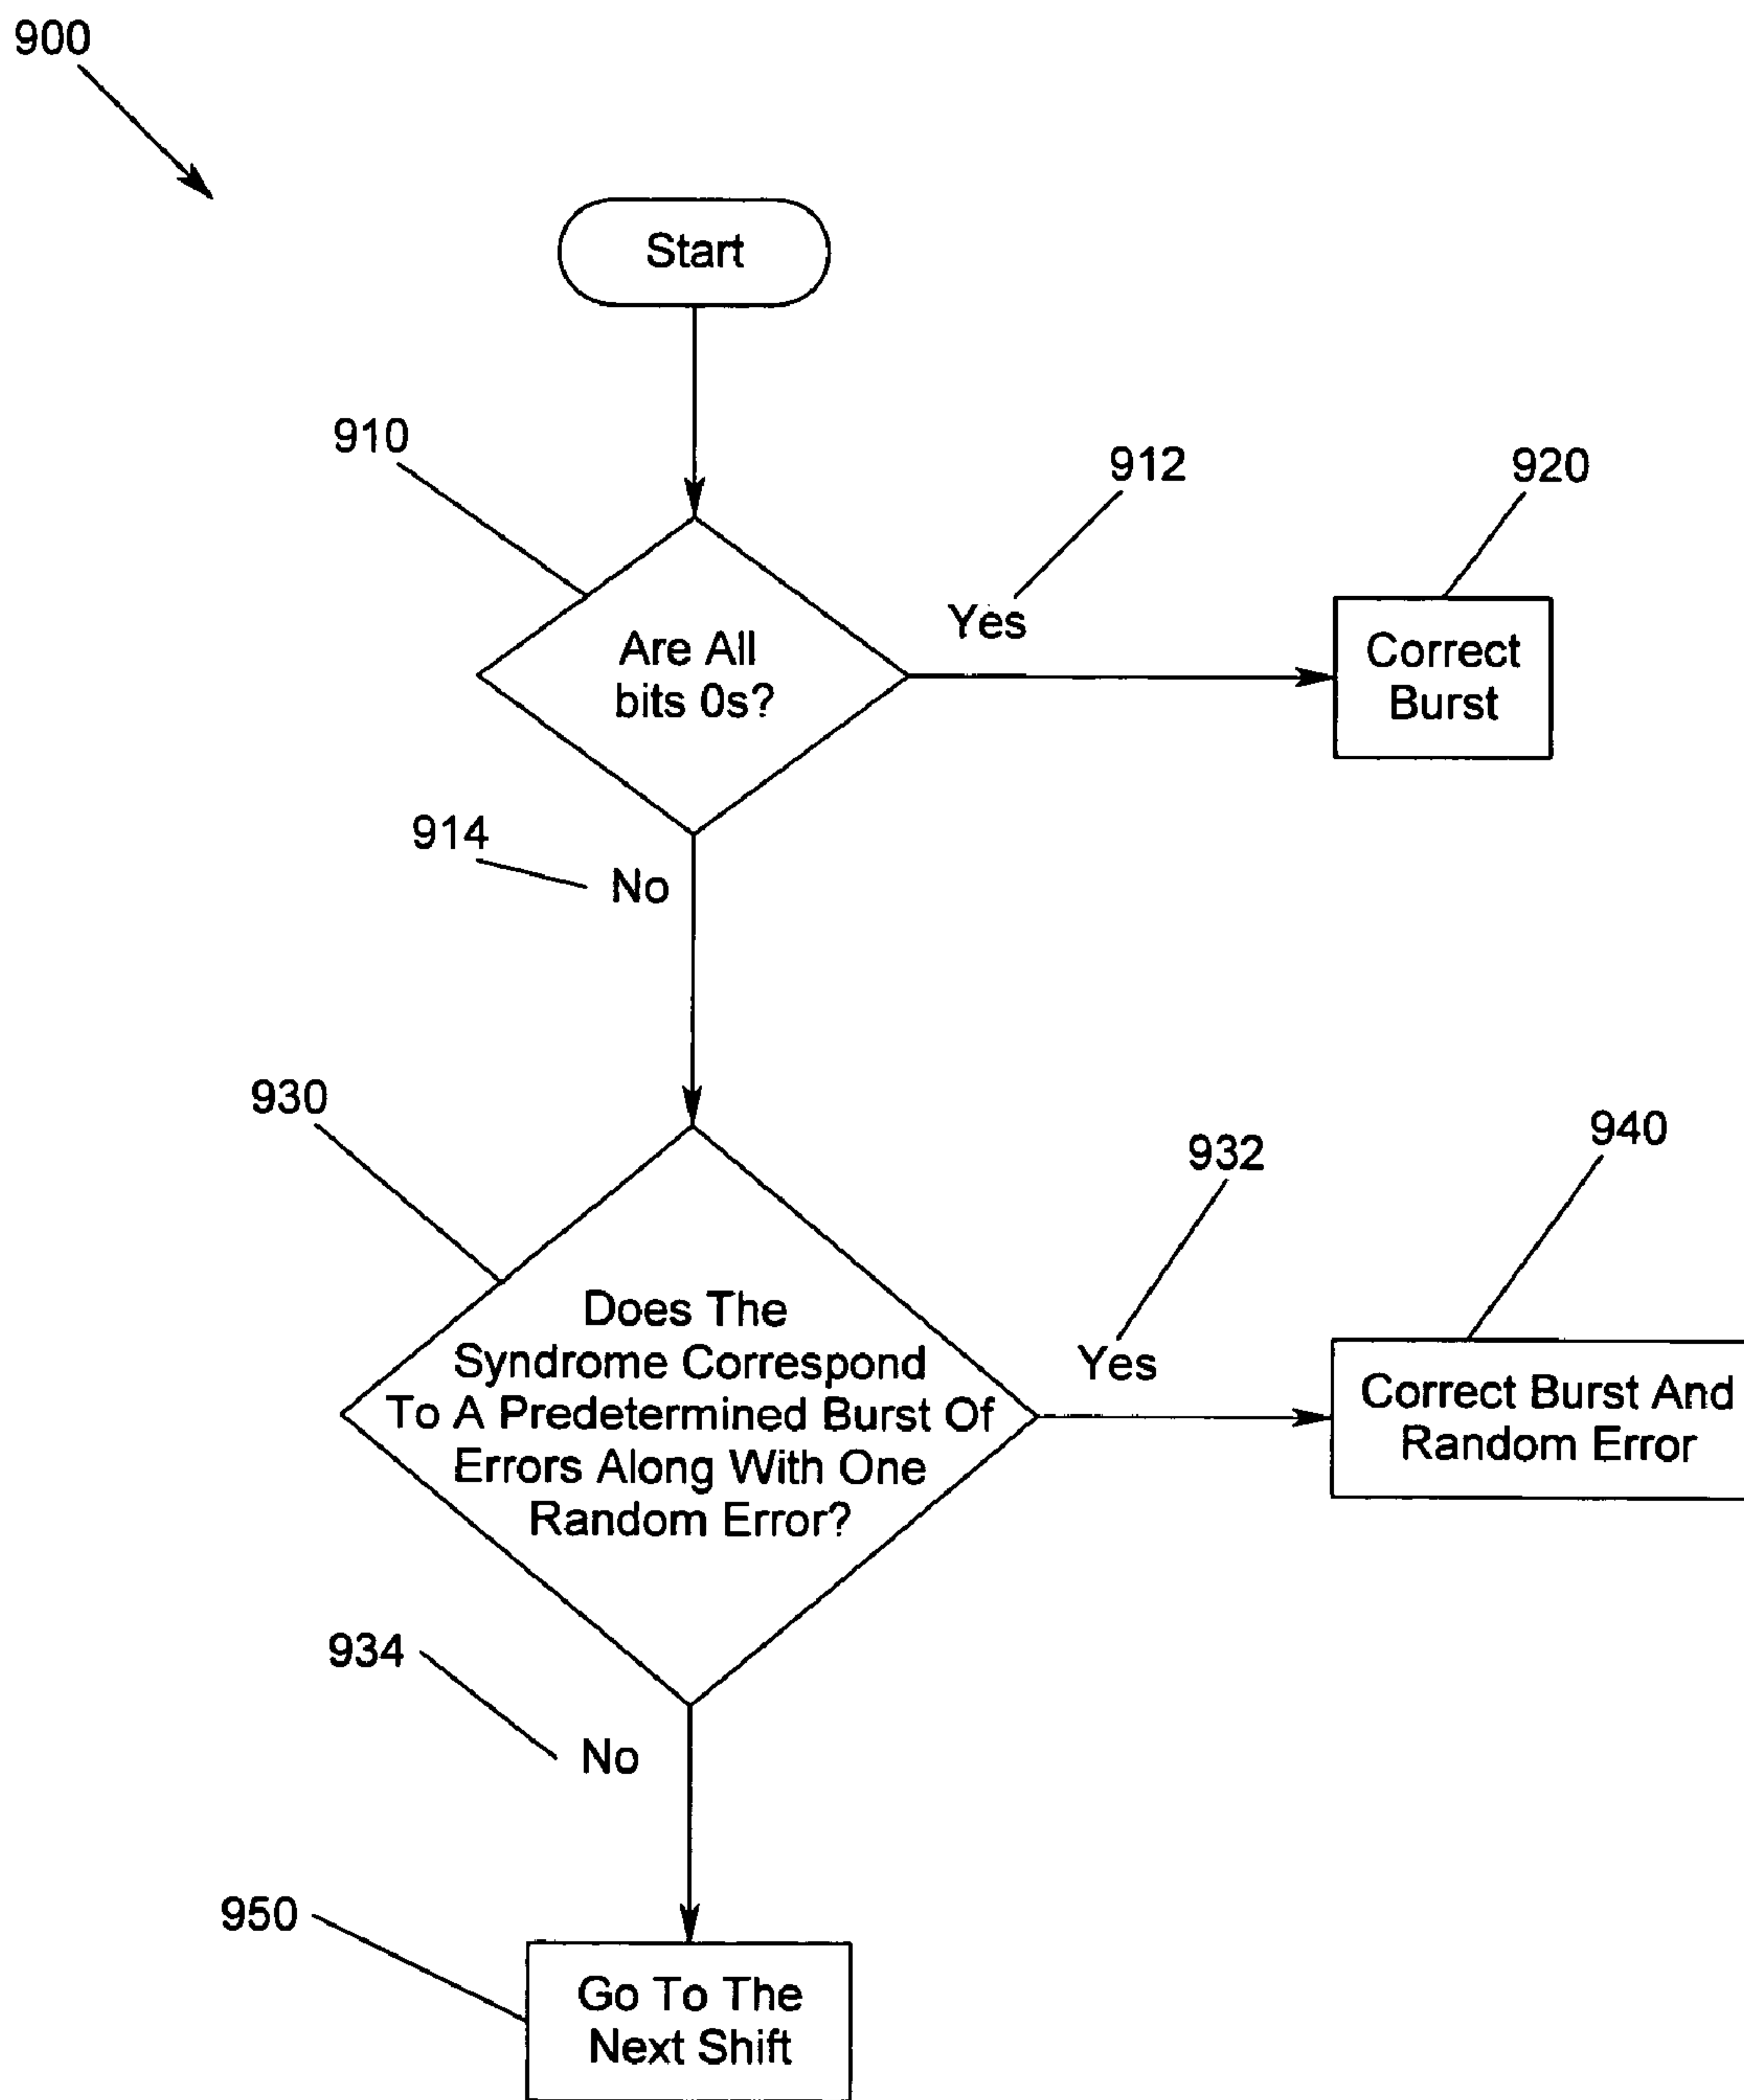 900
Start
910
912
920
Are All
bits 0s?
Yes
Correct
Burst
914
No
930
932
940
Does The
Syndrome Correspond
To A Predetermined Burst Of
Errors Along With One
Random Error?
Yes
Correct Burst And
Random Error
934
No
950
Go To The
Next Shift